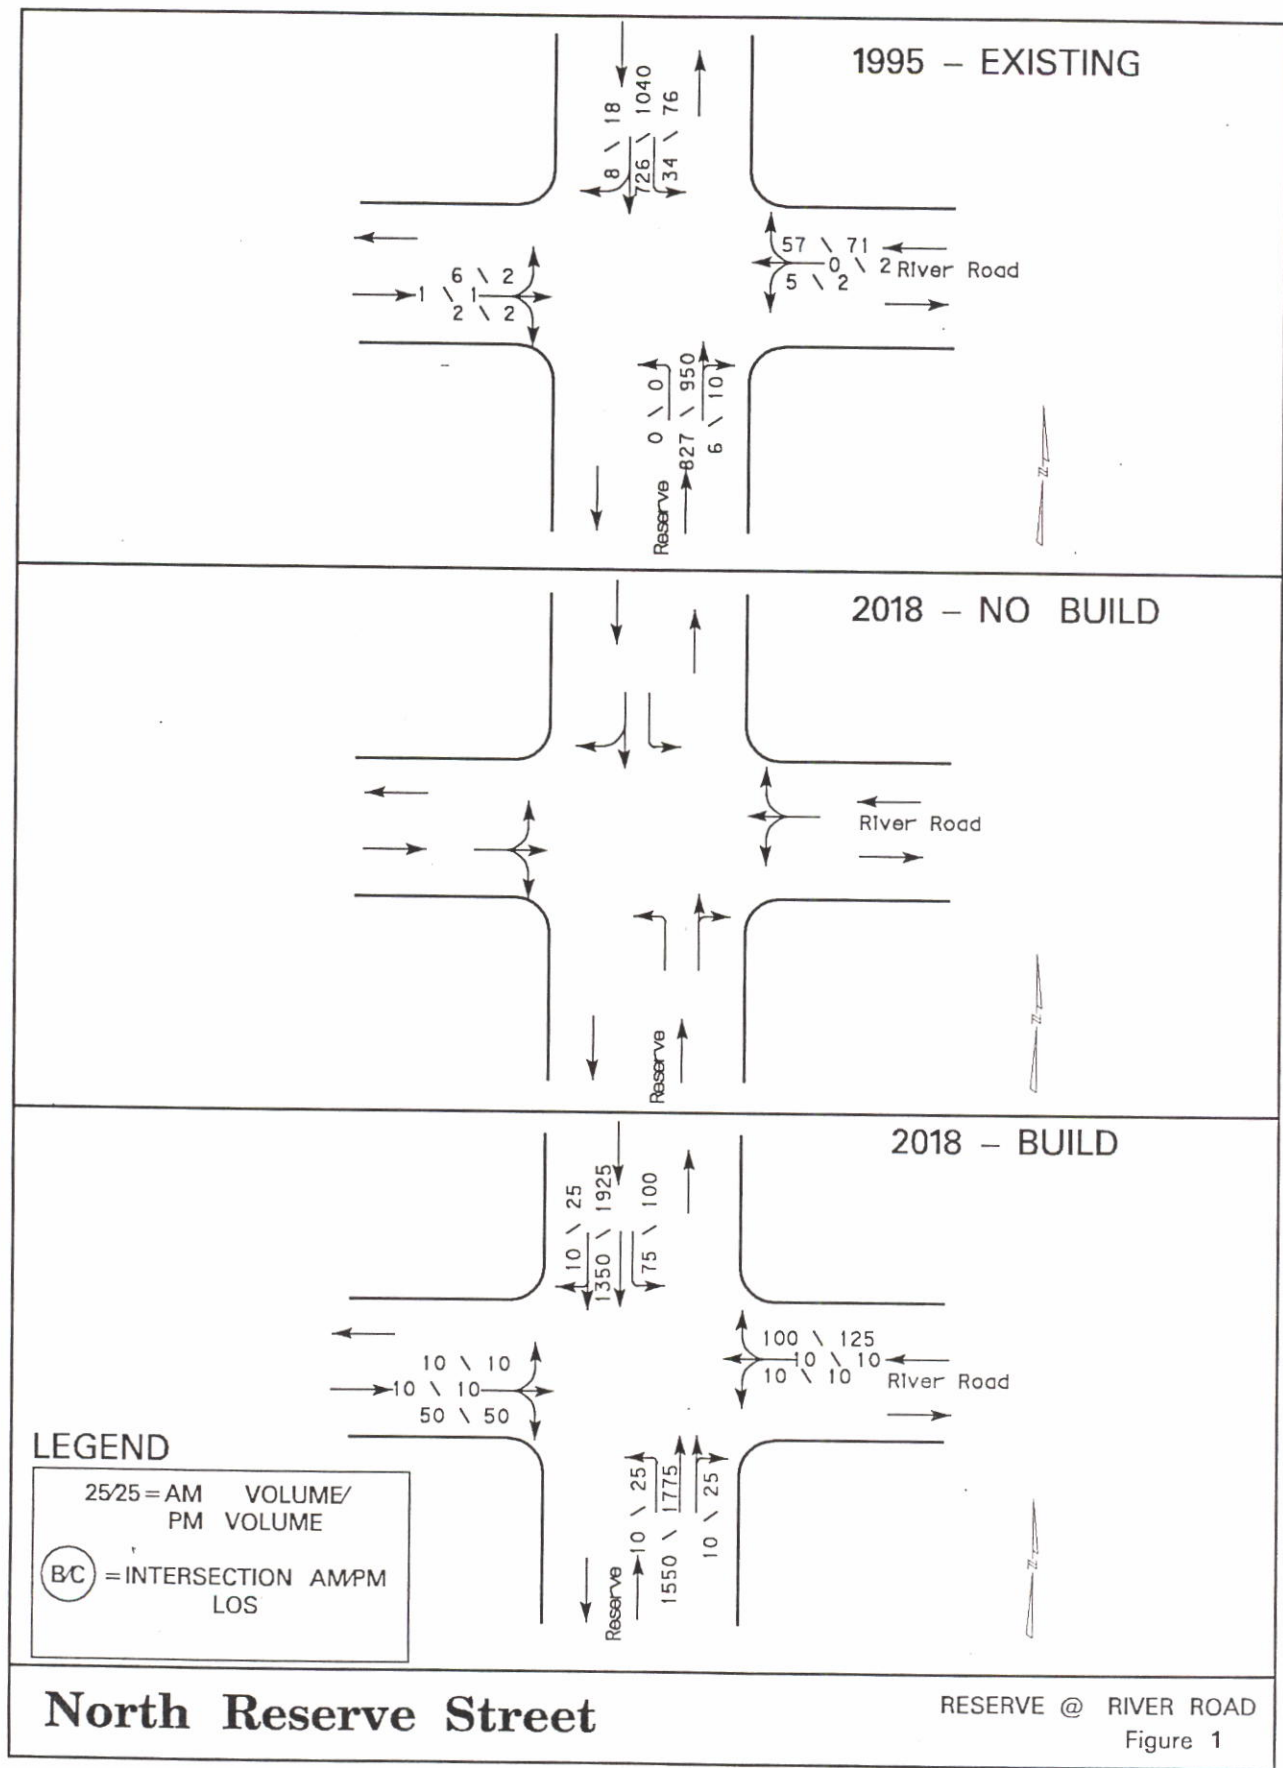 1995 – EXISTING
8 \ 18
726 \ 1040
34 \ 76
57 \ 71
0 \ 2
5 \ 2
River Road
6 \ 2
1 \ 1
2 \ 2
0 \ 0
827 \ 950
6 \ 10
Reserve
N
2018 – NO BUILD
River Road
Reserve
N
2018 – BUILD
10 \ 25
1350 \ 1925
75 \ 100
100 \ 125
10 \ 10
10 \ 10
River Road
10 \ 10
10 \ 10
50 \ 50
10 \ 25
1550 \ 1775
10 \ 25
Reserve
N
LEGEND
25/25 = AM VOLUME/
PM VOLUME
B/C = INTERSECTION AM/PM
LOS
North Reserve Street
RESERVE @ RIVER ROAD
Figure 1